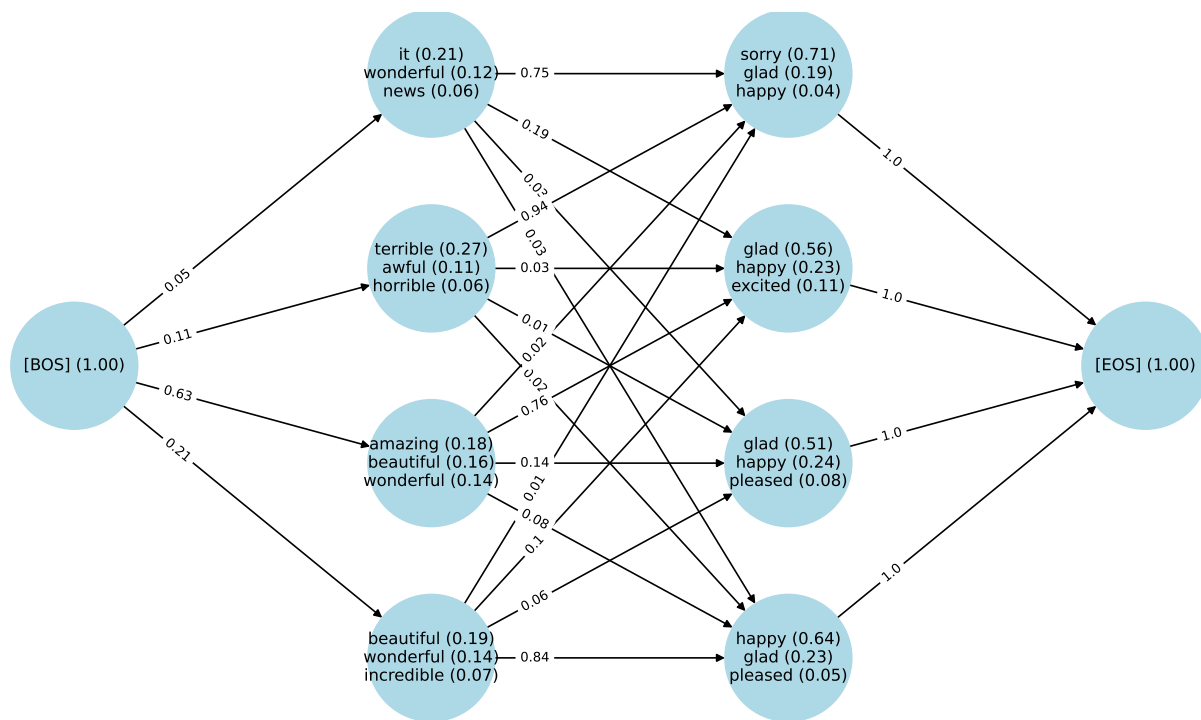 it (0.21)
wonderful (0.12)
news (0.06)
sorry (0.71)
glad (0.19)
happy (0.04)
0.75
0.19
0.03
0.03
1.0
terrible (0.27)
awful (0.11)
horrible (0.06)
glad (0.56)
happy (0.23)
excited (0.11)
0.94
0.03
0.01
0.02
0.05
0.11
1.0
[BOS] (1.00)
[EOS] (1.00)
0.63
0.21
amazing (0.18)
beautiful (0.16)
wonderful (0.14)
glad (0.51)
happy (0.24)
pleased (0.08)
0.02
0.76
0.14
0.08
1.0
beautiful (0.19)
wonderful (0.14)
incredible (0.07)
happy (0.64)
glad (0.23)
pleased (0.05)
0.01
0.1
0.06
0.84
1.0